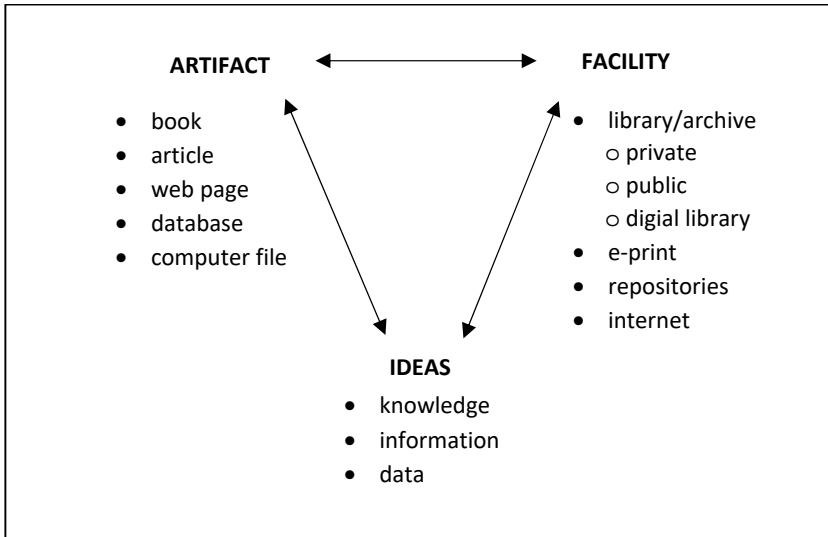 ARTIFACT
• book
• article
• web page
• database
• computer file
FACILITY
• library/archive
o private
o public
o digial library
• e-print
• repositories
• internet
IDEAS
• knowledge
• information
• data